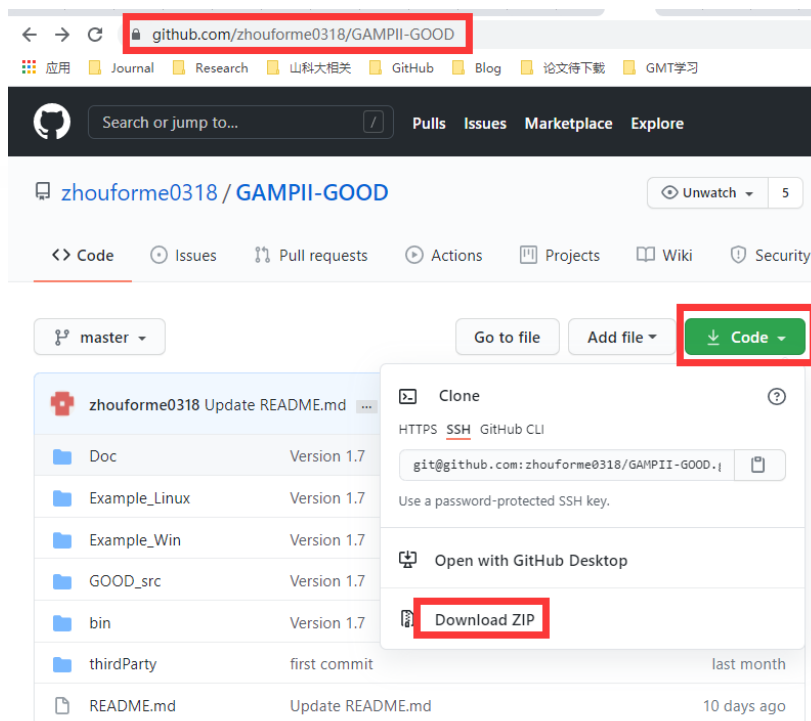 github.com/zhouforme0318/GAMPII-GOOD
应用 Journal Research 山科大相关 GitHub Blog 论文待下载 GMT学习
Search or jump to... / Pulls Issues Marketplace Explore
zhouforme0318 / GAMPII-GOOD Unwatch 5
<> Code Issues Pull requests Actions Projects Wiki Security
master Go to file Add file Code
zhouforme0318 Update README.md ...
Clone
HTTPS SSH GitHub CLI
git@github.com:zhouforme0318/GAMPII-GOOD.
Use a password-protected SSH key.
Open with GitHub Desktop
Download ZIP
Doc Version 1.7
Example_Linux Version 1.7
Example_Win Version 1.7
GOOD_src Version 1.7
bin Version 1.7
thirdParty first commit last month
README.md Update README.md 10 days ago